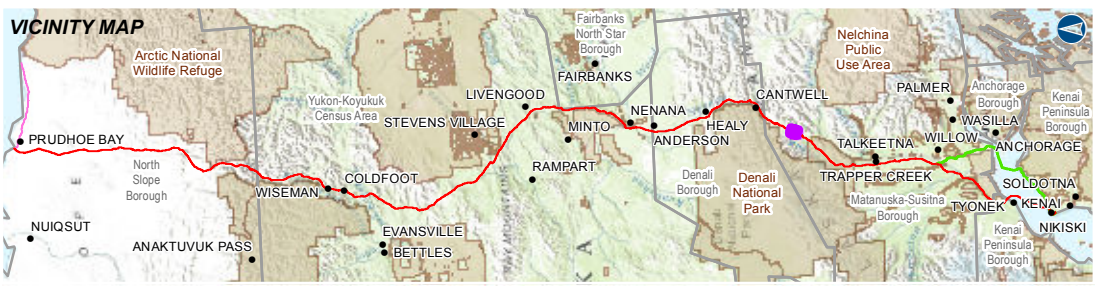 VICINITY MAP
Arctic National
Wildlife Refuge
Fairbanks
North Star
Borough
FAIRBANKS
Nelchina
Public
Use Area
PALMER
Anchorage
Borough
WASILLA
Kenai
Peninsula
Borough
Yukon-Koyukuk
Census Area
LIVENGOOD
STEVENS VILLAGE
NENANA
CANTWELL
PRUDHOE BAY
MINTO
ANDERSON
HEALY
TALKEETNA
WILLOW
ANCHORAGE
North
Slope
Borough
WISEMAN
COLDFOOT
RAMPART
Denali
Borough
Denali
National
Park
TRAPPER CREEK
Matanuska-Susitna
Borough
SOLDOTNA
TYONEK
KENAI
NIKISKI
NUIQSUT
ANAKTUVUK PASS
EVANSVILLE
BETTLES
Kenai
Peninsula
Borough